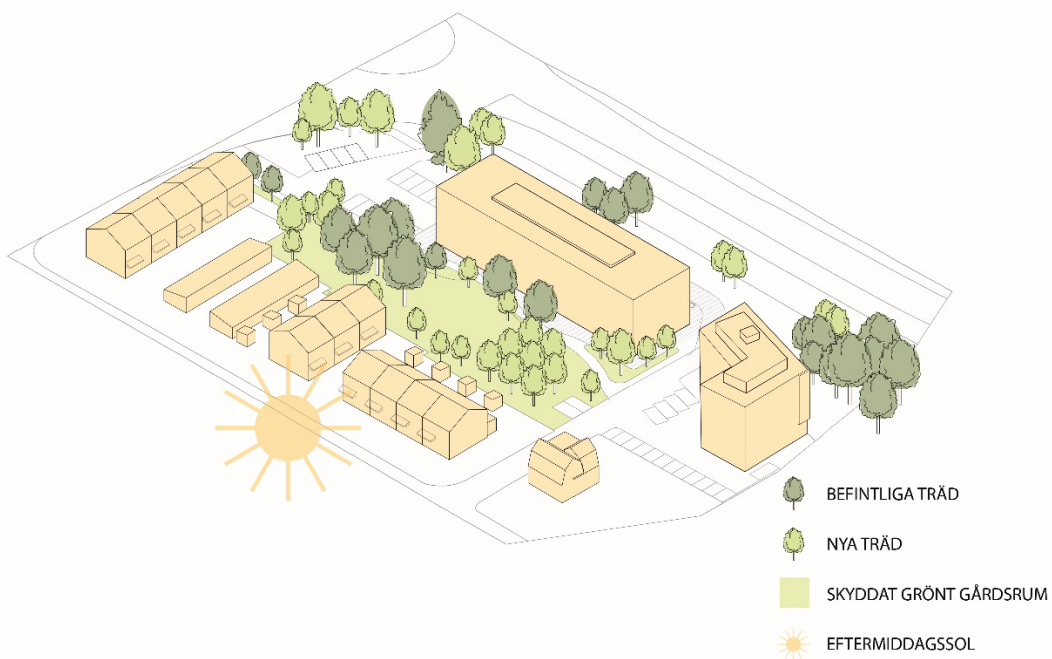 BEFINTLIGA TRÄD
NYA TRÄD
SKYDDAT GRÖNT GÅRDSRUM
EFTERMIDDAGSSOL